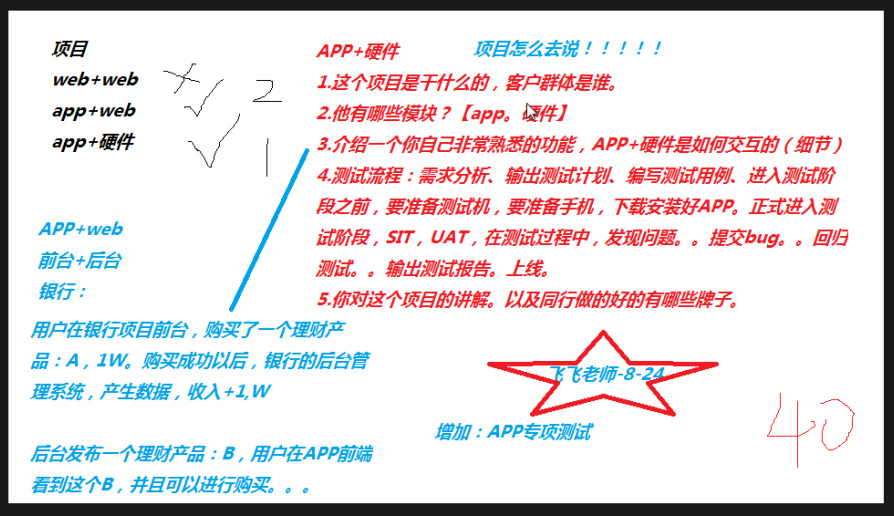 项目
web+web
app+web
app+硬件
2
1
APP+硬件
项目怎么去说！！！！！
1.这个项目是干什么的，客户群体是谁。
2.他有哪些模块？【app。硬件】
3.介绍一个你自己非常熟悉的功能，APP+硬件是如何交互的（细节）
4.测试流程：需求分析、输出测试计划、编写测试用例、进入测试阶
段之前，要准备测试机，要准备手机，下载安装好APP。正式进入测
试阶段，SIT，UAT，在测试过程中，发现问题。。提交bug。。回归
测试。。输出测试报告。上线。
5.你对这个项目的讲解。以及同行做的好的有哪些牌子。
APP+web
前台+后台
银行：
用户在银行项目前台，购买了一个理财产
品：A，1W。购买成功以后，银行的后台管
理系统，产生数据，收入+1,W
后台发布一个理财产品：B，用户在APP前端
看到这个B，并且可以进行购买。。。
飞飞老师-8-24
增加：APP专项测试
40